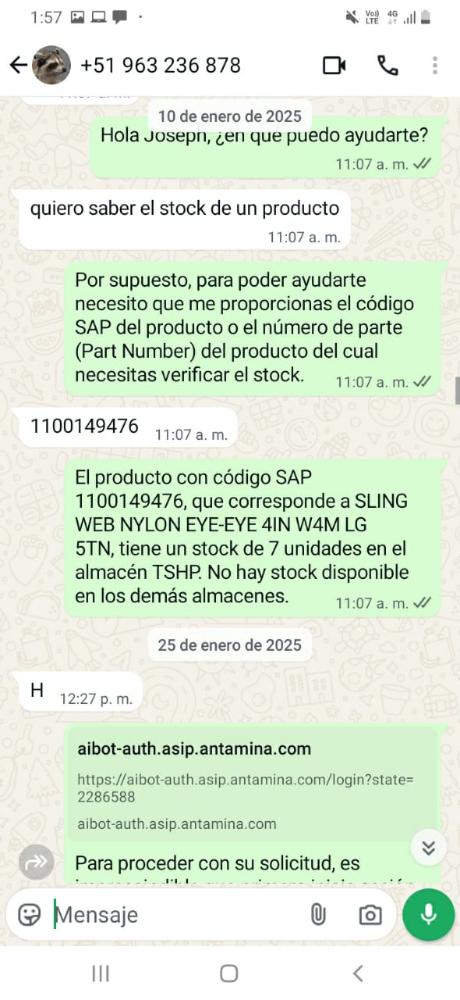 1:57
Vo)) 4G
LTE
+51 963 236 878
10 de enero de 2025
Hola Joseph, ¿en qué puedo ayudarte?
11:07 a. m.
quiero saber el stock de un producto
11:07 a. m.
Por supuesto, para poder ayudarte
necesito que me proporcionas el código
SAP del producto o el número de parte
(Part Number) del producto del cual
necesitas verificar el stock.
11:07 a. m.
1100149476
11:07 a. m.
El producto con código SAP
1100149476, que corresponde a SLING
WEB NYLON EYE-EYE 4IN W4M LG
5TN, tiene un stock de 7 unidades en el
almacén TSHP. No hay stock disponible
en los demás almacenes.
11:07 a. m.
25 de enero de 2025
H
12:27 p. m.
aibot-auth.asip.antamina.com
https://aibot-auth.asip.antamina.com/login?state=
2286588
aibot-auth.asip.antamina.com
Para proceder con su solicitud, es
Mensaje